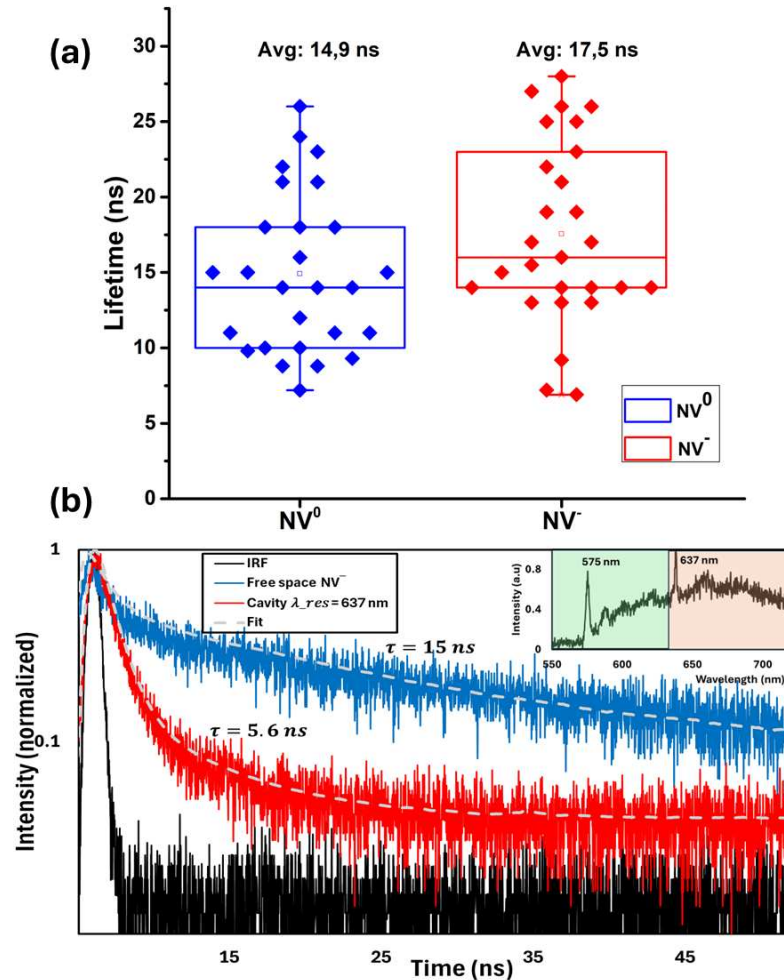 (a)
Avg: 14,9 ns
Avg: 17,5 ns
Lifetime (ns)
30
25
20
15
10
5
0
NV⁰
NV⁻
NV⁰
NV⁻
(b)
1
0.1
Intensity (normalized)
IRF
Free space NV⁻
Cavity λ_res = 637 nm
Fit
τ = 15 ns
τ = 5.6 ns
575 nm
637 nm
Intensity (a.u)
0.8
0.4
0
550
600
650
700
Wavelength (nm)
15
25
35
45
Time (ns)